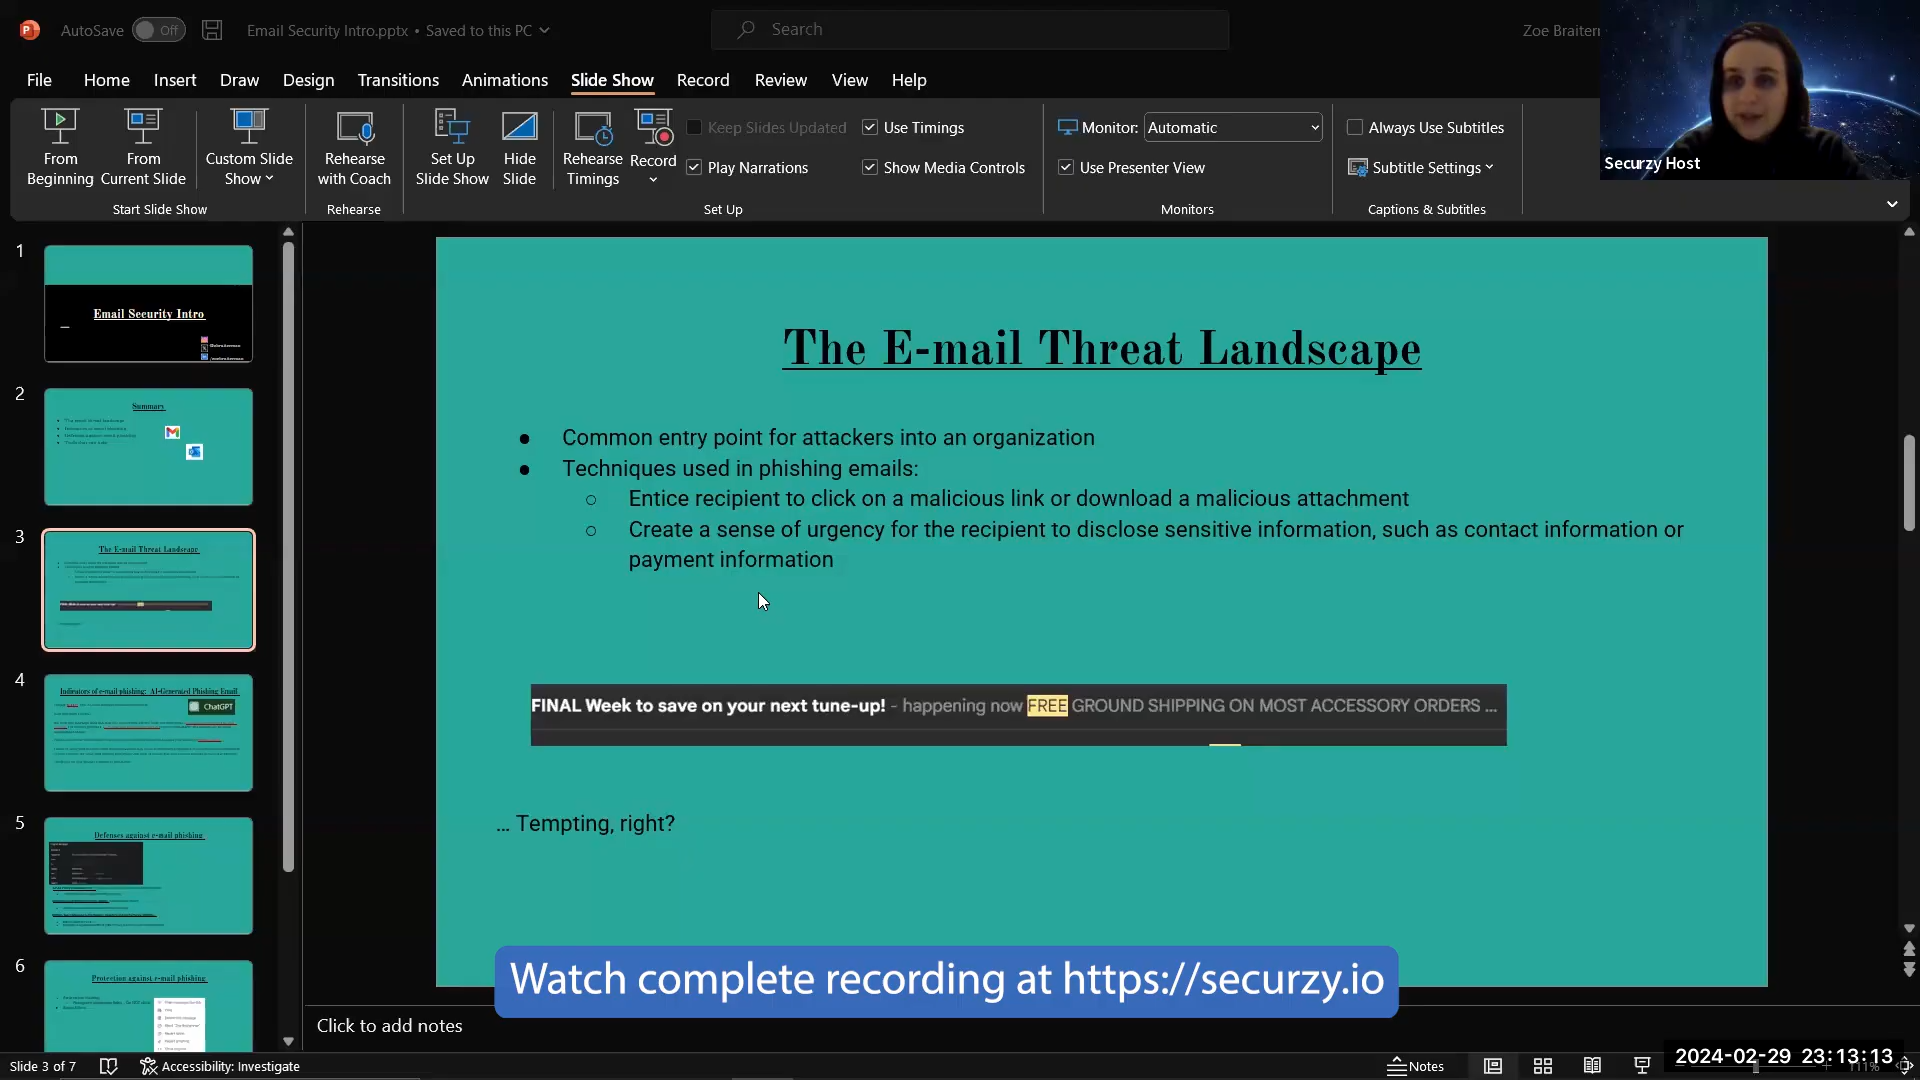 AutoSave Off Email Security Intro.pptx • Saved to this PC Search Zoe Braiter
File Home Insert Draw Design Transitions Animations Slide Show Record Review View Help
From Beginning
From Current Slide
Custom Slide Show
Start Slide Show
Rehearse with Coach
Rehearse
Set Up Slide Show
Hide Slide
Rehearse Timings
Record
Keep Slides Updated
Play Narrations
Use Timings
Show Media Controls
Set Up
Monitor: Automatic
Use Presenter View
Monitors
Always Use Subtitles
Subtitle Settings
Captions & Subtitles
Securzy Host
1
Email Security Intro
2
Summary
3
The E-mail Threat Landscape
4
Indicators of e-mail phishing: AI-Generated Phishing Email
ChatGPT
5
Defenses against e-mail phishing
6
Protection against e-mail phishing
The E-mail Threat Landscape
● Common entry point for attackers into an organization
● Techniques used in phishing emails:
○ Entice recipient to click on a malicious link or download a malicious attachment
○ Create a sense of urgency for the recipient to disclose sensitive information, such as contact information or
payment information
FINAL Week to save on your next tune-up! - happening now FREE GROUND SHIPPING ON MOST ACCESSORY ORDERS ...
... Tempting, right?
Watch complete recording at https://securzy.io
Click to add notes
Slide 3 of 7 Accessibility: Investigate Notes
2024-02-29 23:13:13